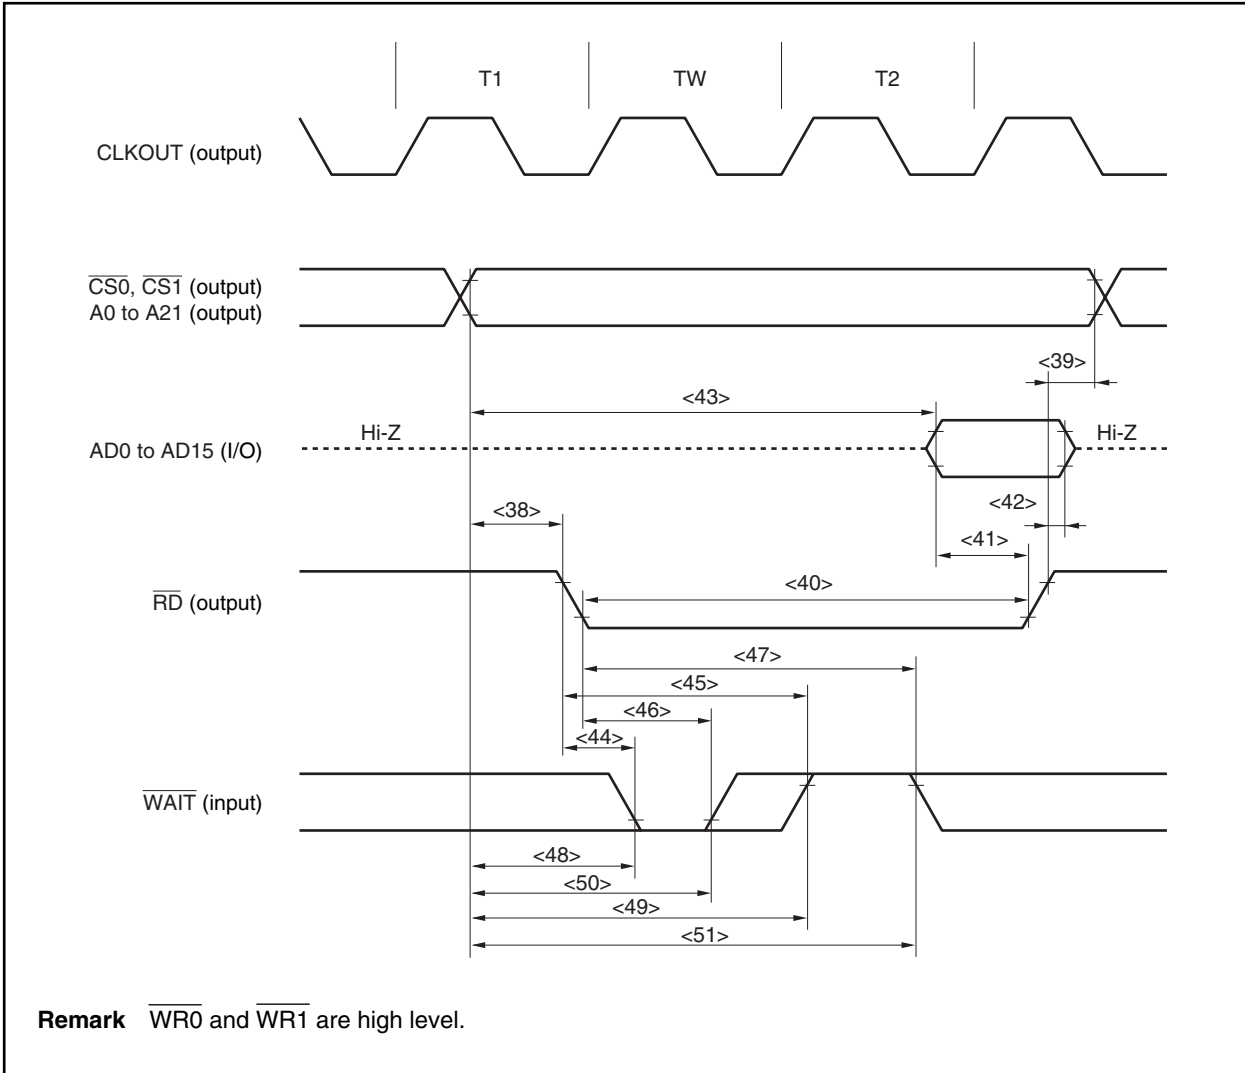 T1 TW T2
CLKOUT (output)
CS0, CS1 (output)
A0 to A21 (output)
<39>
<43>
Hi-Z Hi-Z
AD0 to AD15 (I/O)
<42>
<38>
<41>
<40>
RD (output)
<47>
<45>
<46>
<44>
WAIT (input)
<48>
<50>
<49>
<51>
Remark WR0 and WR1 are high level.